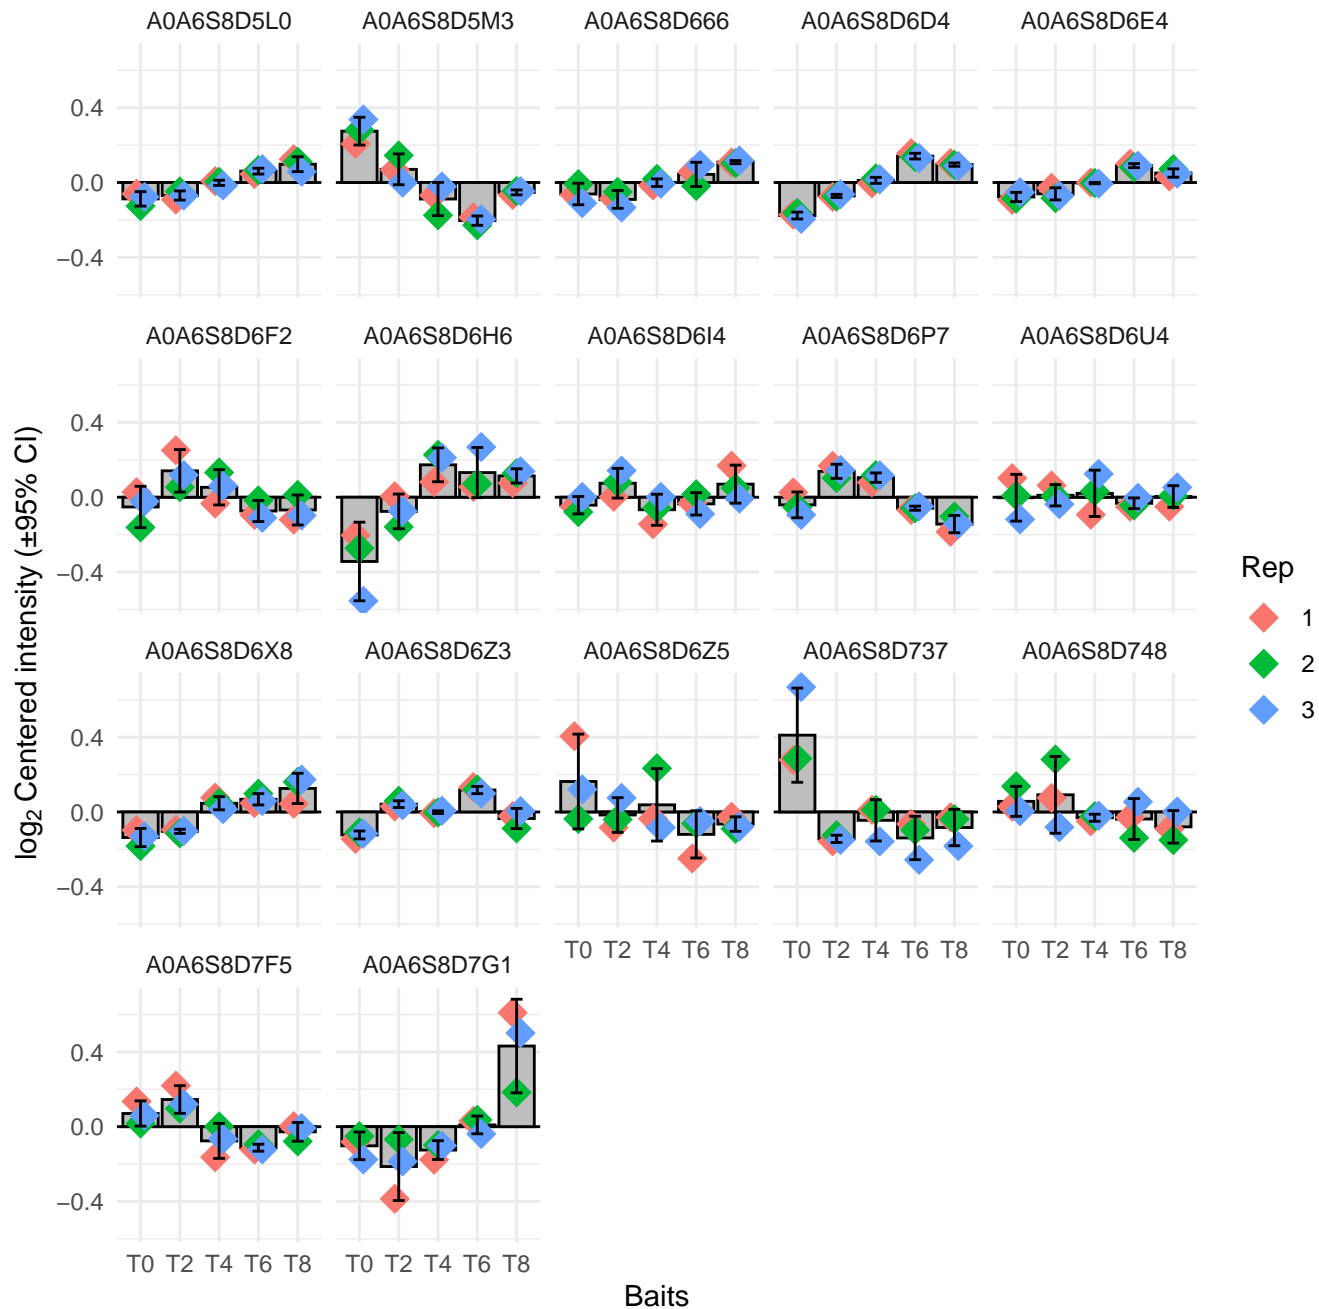 A0A6S8D5L0 A0A6S8D5M3 A0A6S8D666 A0A6S8D6D4 A0A6S8D6E4
0.4
0.0
−0.4
A0A6S8D6F2 A0A6S8D6H6 A0A6S8D6I4 A0A6S8D6P7 A0A6S8D6U4
0.4
0.0
−0.4
A0A6S8D6X8 A0A6S8D6Z3 A0A6S8D6Z5 A0A6S8D737 A0A6S8D748
0.4
0.0
−0.4
T0 T2 T4 T6 T8 T0 T2 T4 T6 T8 T0 T2 T4 T6 T8
A0A6S8D7F5 A0A6S8D7G1
0.4
0.0
−0.4
T0 T2 T4 T6 T8 T0 T2 T4 T6 T8
Baits
log2 Centered intensity (±95% CI)
Rep
1
2
3